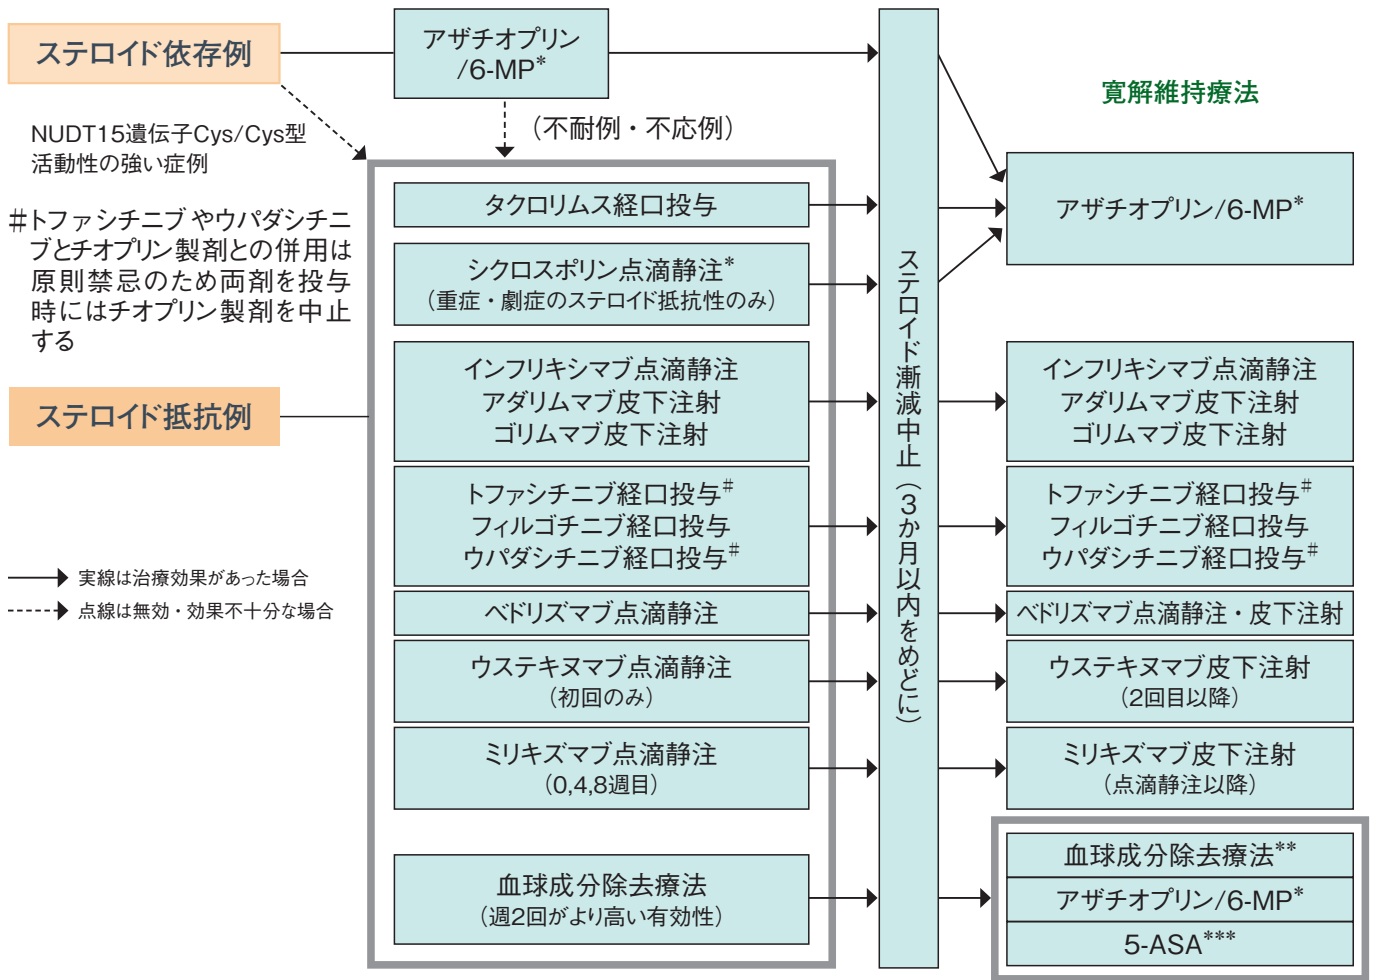 ステロイド依存例
アザチオプリン
/6-MP*
寛解維持療法
NUDT15遺伝子Cys/Cys型
活動性の強い症例
(不耐例・不応例)
#トファシチニブやウパダシチニ
ブとチオプリン製剤との併用は
原則禁忌のため両剤を投与
時にはチオプリン製剤を中止
する
ステロイド抵抗例
実線は治療効果があった場合
点線は無効・効果不十分な場合
タクロリムス経口投与
シクロスポリン点滴静注*
(重症・劇症のステロイド抵抗性のみ)
インフリキシマブ点滴静注
アダリムマブ皮下注射
ゴリムマブ皮下注射
トファシチニブ経口投与#
フィルゴチニブ経口投与
ウパダシチニブ経口投与#
ベドリズマブ点滴静注
ウステキヌマブ点滴静注
(初回のみ)
ミリキズマブ点滴静注
(0,4,8週目)
血球成分除去療法
(週2回がより高い有効性)
ステロイド漸減中止(3か月以内をめどに)
アザチオプリン/6-MP*
インフリキシマブ点滴静注
アダリムマブ皮下注射
ゴリムマブ皮下注射
トファシチニブ経口投与#
フィルゴチニブ経口投与
ウパダシチニブ経口投与#
ベドリズマブ点滴静注・皮下注射
ウステキヌマブ皮下注射
(2回目以降)
ミリキズマブ皮下注射
(点滴静注以降)
血球成分除去療法**
アザチオプリン/6-MP*
5-ASA***